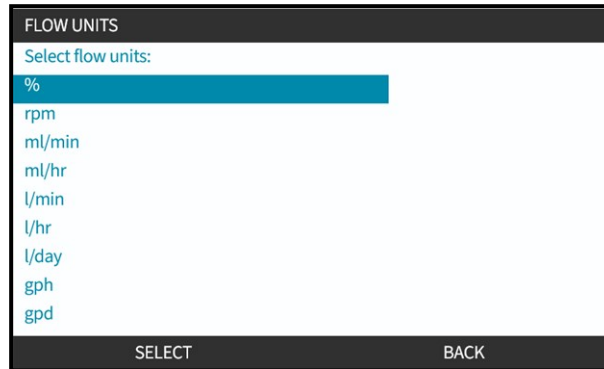 FLOW UNITS
Select flow units:
%
rpm
ml/min
ml/hr
l/min
l/hr
l/day
gph
gpd
SELECT BACK